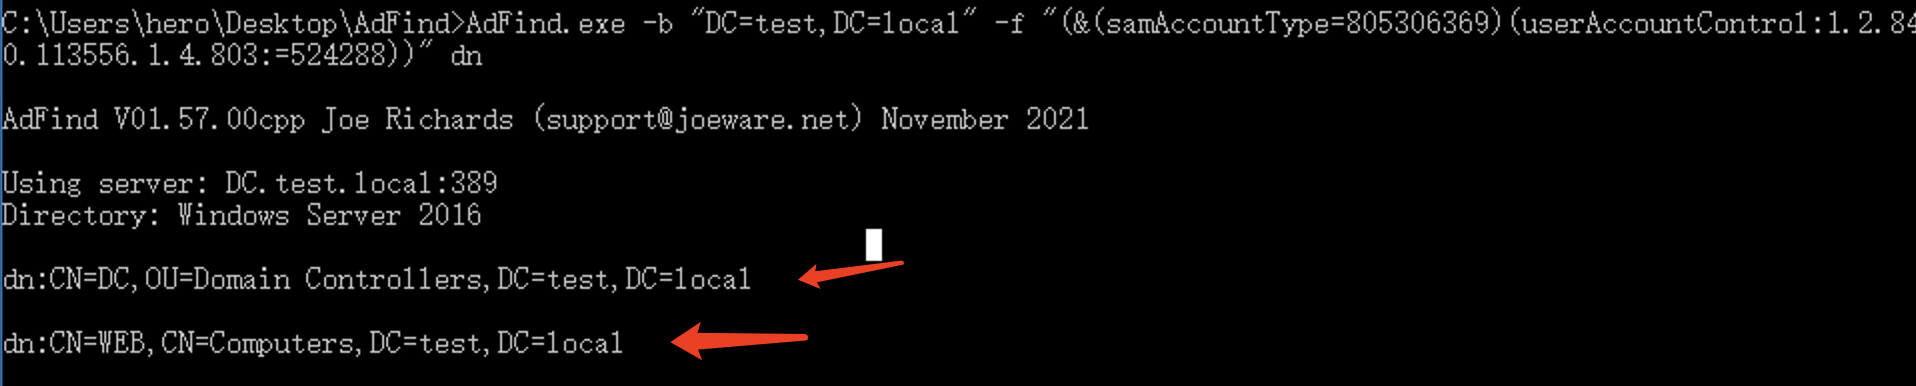 C:\Users\hero\Desktop\AdFind>AdFind.exe -b "DC=test,DC=local" -f "(&(samAccountType=805306369)(userAccountControl:1.2.84
0.113556.1.4.803:=524288))" dn
AdFind V01.57.00cpp Joe Richards (support@joeware.net) November 2021
Using server: DC.test.local:389
Directory: Windows Server 2016
dn:CN=DC,OU=Domain Controllers,DC=test,DC=local
dn:CN=WEB,CN=Computers,DC=test,DC=local